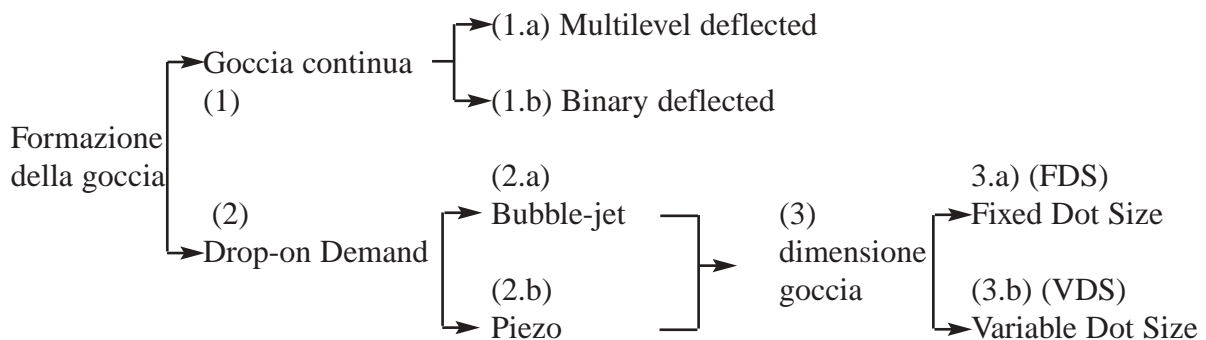 Formazione
della goccia
Goccia continua
(1)
(1.a) Multilevel deflected
(1.b) Binary deflected
(2)
Drop-on Demand
(2.a)
Bubble-jet
(2.b)
Piezo
(3)
dimensione
goccia
3.a) (FDS)
Fixed Dot Size
(3.b) (VDS)
Variable Dot Size